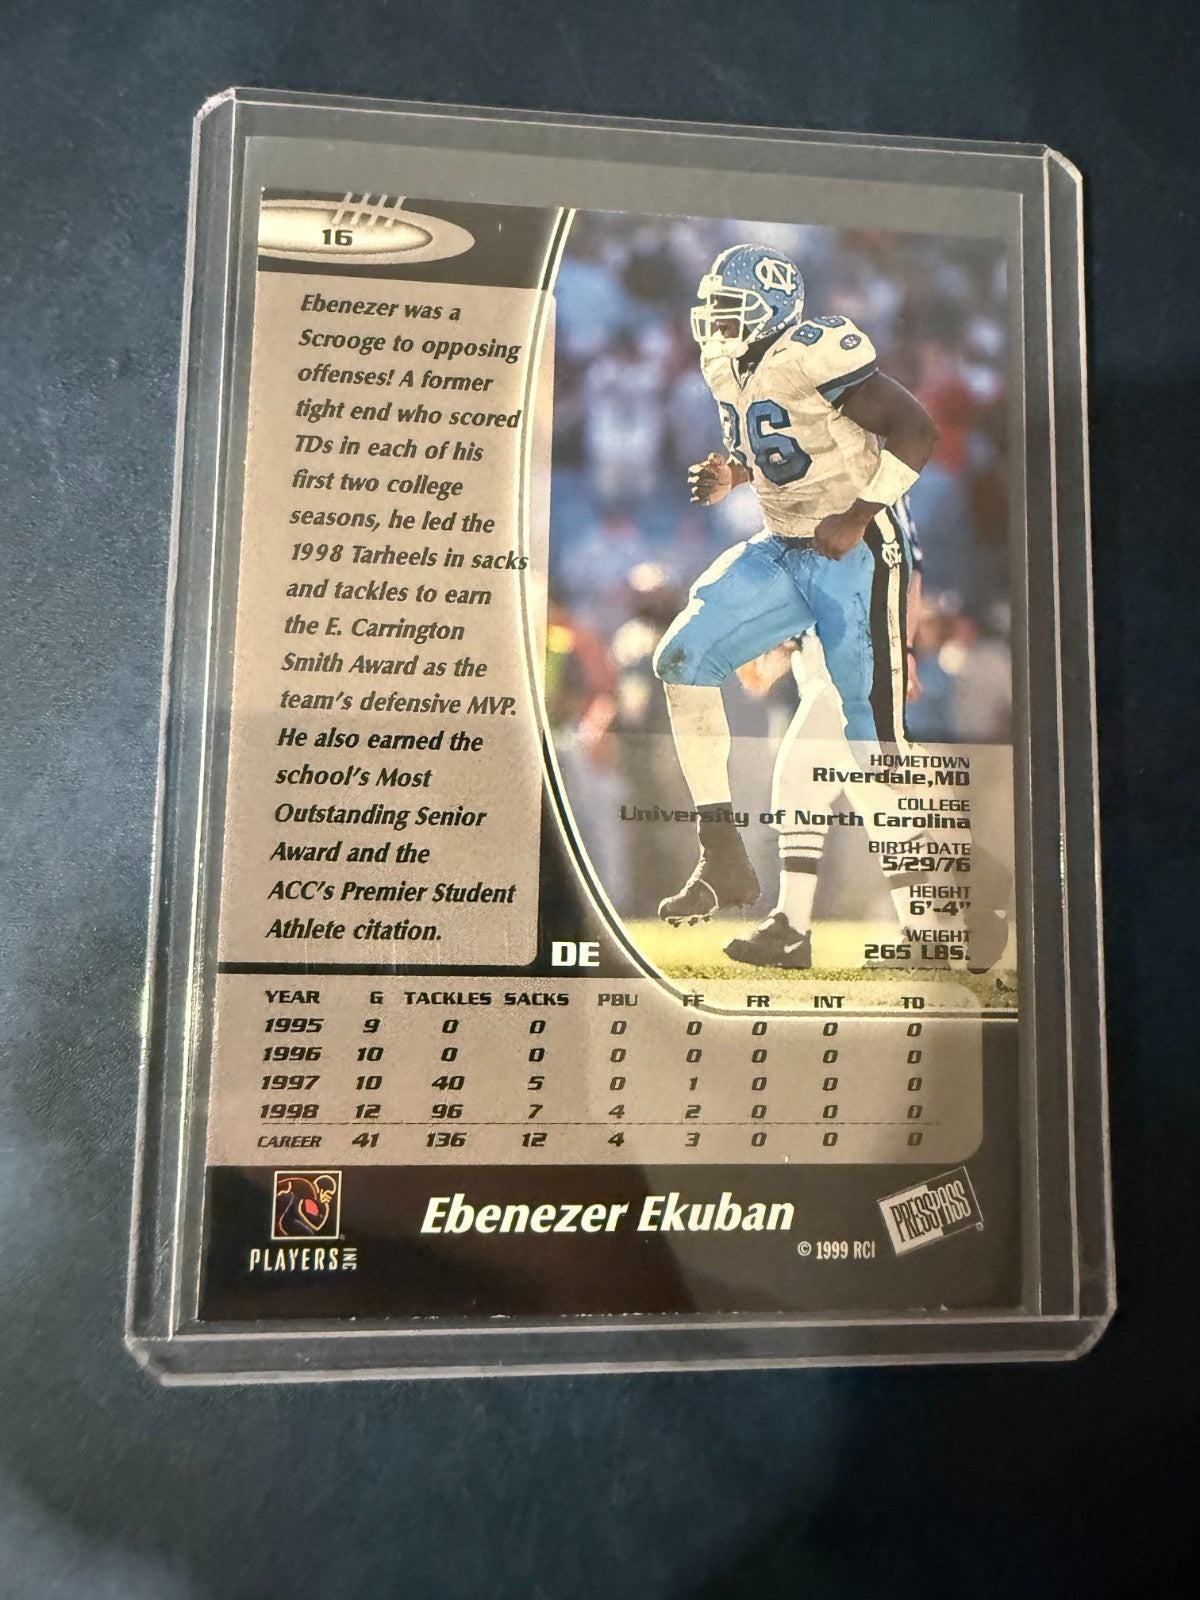 16
Ebenezer was a
Scrooge to opposing
offenses! A former
tight end who scored
TDs in each of his
first two college
seasons, he led the
1998 Tarheels in sacks
and tackles to earn
the E. Carrington
Smith Award as the
team's defensive MVP.
He also earned the
school's Most
Outstanding Senior
Award and the
ACC's Premier Student
Athlete citation.
NC
86
86
NC
HOMETOWN
Riverdale,MD
COLLEGE
University of North Carolina
BIRTH DATE
5/29/76
HEIGHT
6'-4"
WEIGHT
265 LBS.
DE
YEAR G TACKLES SACKS PBU FF FR INT TD
1995 9 0 0 0 0 0 0 0
1996 10 0 0 0 0 0 0 0
1997 10 40 5 0 1 0 0 0
1998 12 96 7 4 2 0 0 0
CAREER 41 136 12 4 3 0 0 0
PLAYERS INC
Ebenezer Ekuban
PRESS PASS
© 1999 RCI